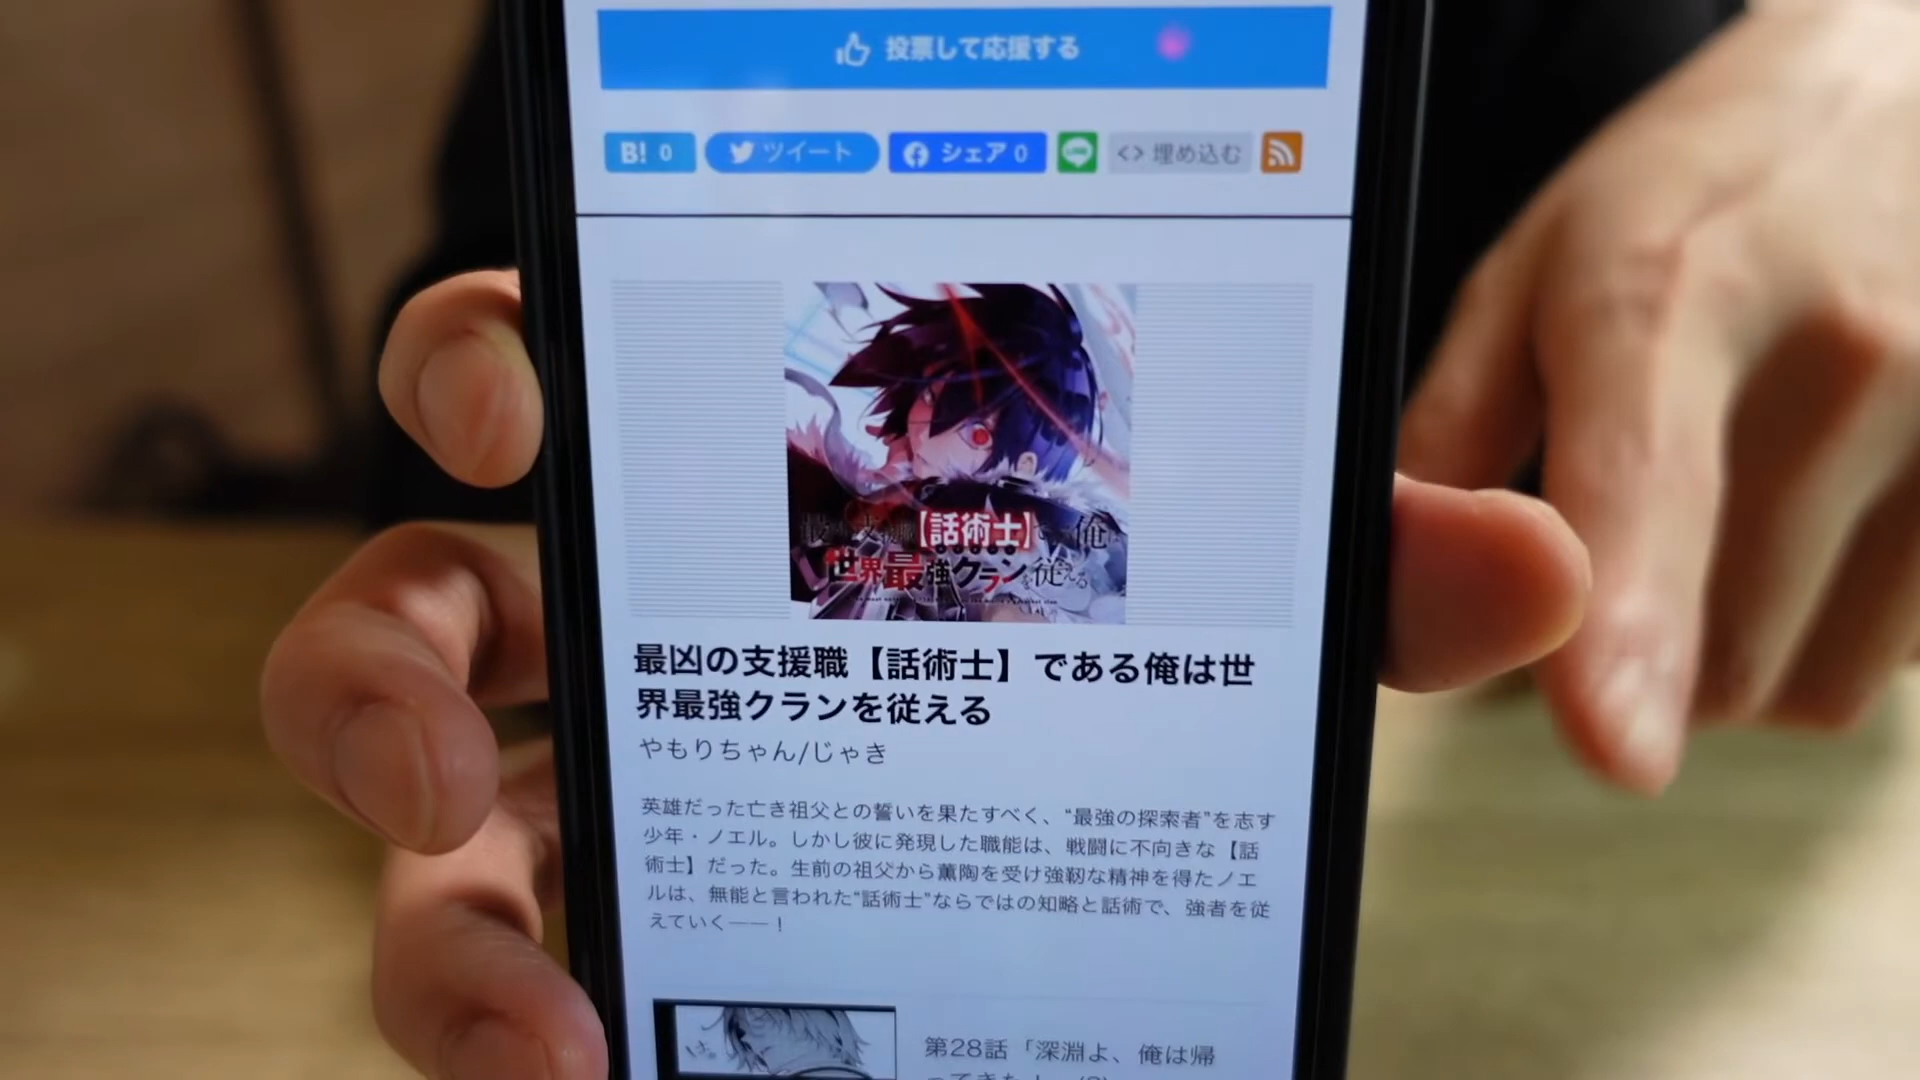 投票して応援する
B! 0 ツイート シェア 0 LINE <> 埋め込む
【話術士】 俺
世界最強クランを従える
最凶の支援職【話術士】である俺は世
界最強クランを従える
やもりちゃん/じゃき
英雄だった亡き祖父との誓いを果たすべく、“最強の探索者”を志す
少年・ノエル。しかし彼に発現した職能は、戦闘に不向きな【話
術士】だった。生前の祖父から薫陶を受け強靭な精神を得たノエ
ルは、無能と言われた“話術士”ならではの知略と話術で、強者を従
えていく――！
第28話「深淵よ、俺は帰